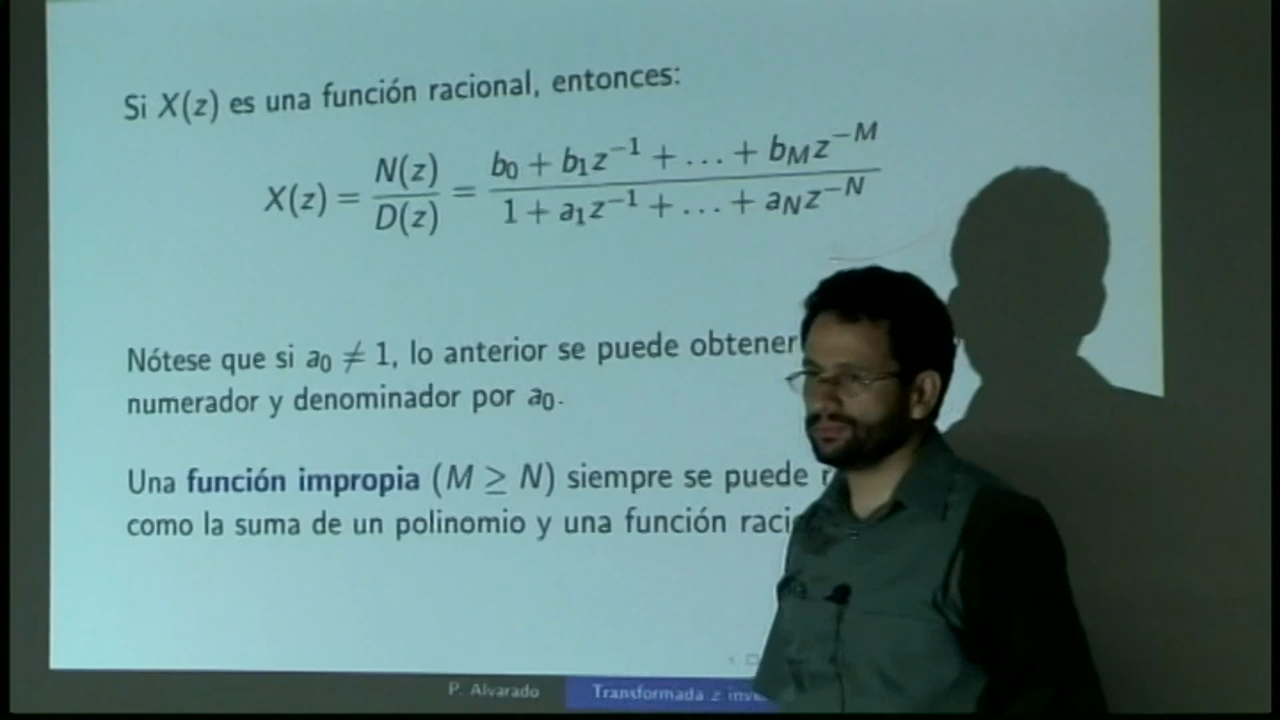 Si X(z) es una función racional, entonces:
X(z) = N(z)/D(z) = (b₀ + b₁z⁻¹ + ... + b_M z^−M)/(1 + a₁z⁻¹ + ... + a_N z^−N)
Nótese que si a₀ ≠ 1, lo anterior se puede obtener
numerador y denominador por a₀.
Una función impropia (M ≥ N) siempre se puede
como la suma de un polinomio y una función
P. Alvarado Transformada z